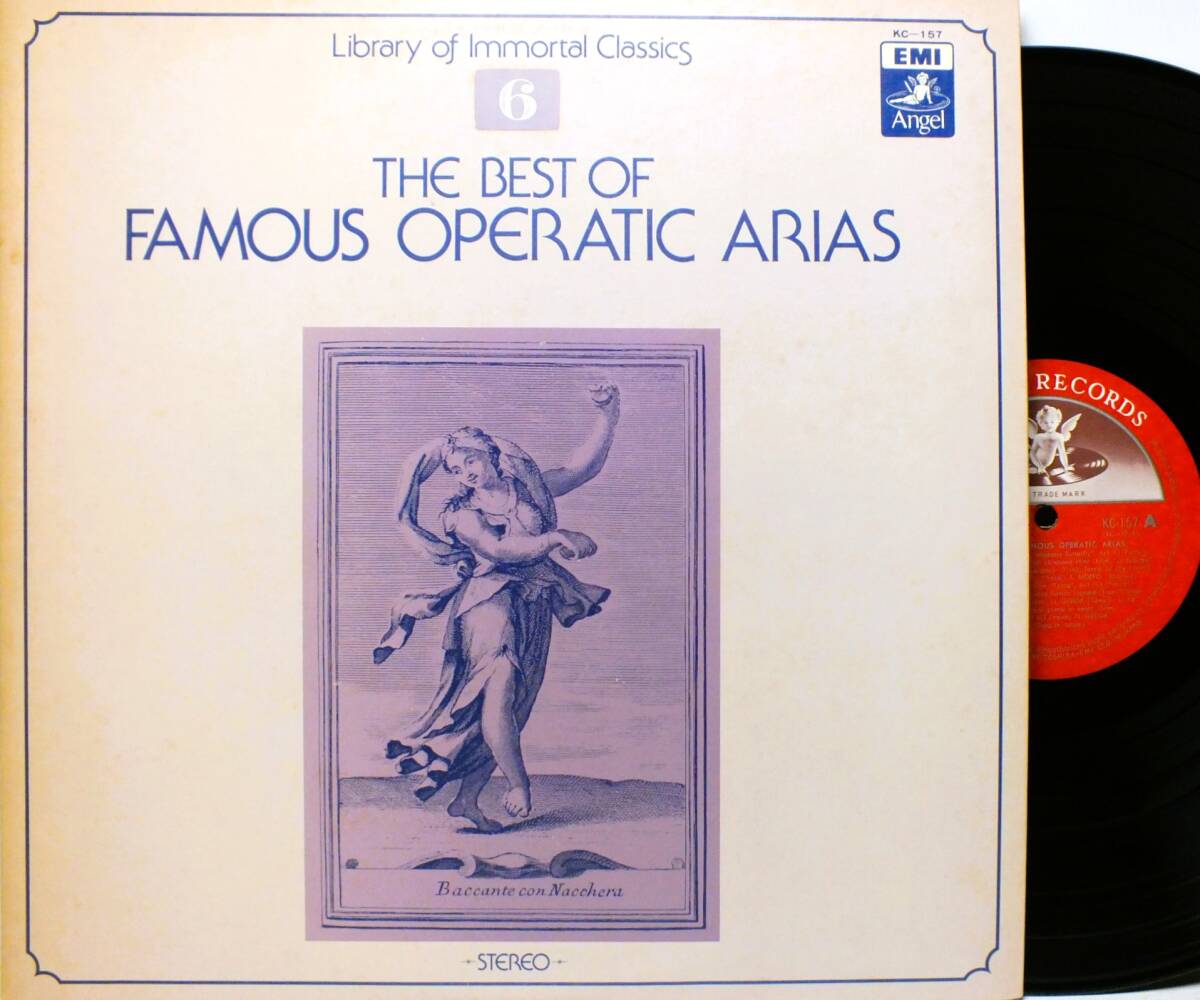 Library of Immortal Classics
6
KC-157
EMI
Angel
THE BEST OF
FAMOUS OPERATIC ARIAS
Baccante con Nacchera
STEREO
RECORDS
TRADE MARK
KC-157 A
OPERATIC ARIAS